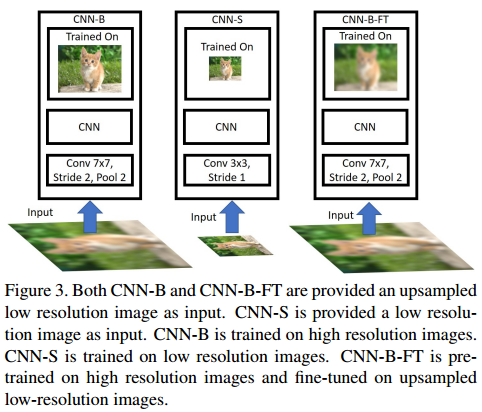 CNN-B
CNN-S
CNN-B-FT
Trained On
Trained On
Trained On
CNN
CNN
CNN
Conv 7x7,
Stride 2, Pool 2
Conv 3x3,
Stride 1
Conv 7x7,
Stride 2, Pool 2
Input
Input
Input
Figure 3. Both CNN-B and CNN-B-FT are provided an upsampled
low resolution image as input. CNN-S is provided a low resolu-
tion image as input. CNN-B is trained on high resolution images.
CNN-S is trained on low resolution images. CNN-B-FT is pre-
trained on high resolution images and fine-tuned on upsampled
low-resolution images.